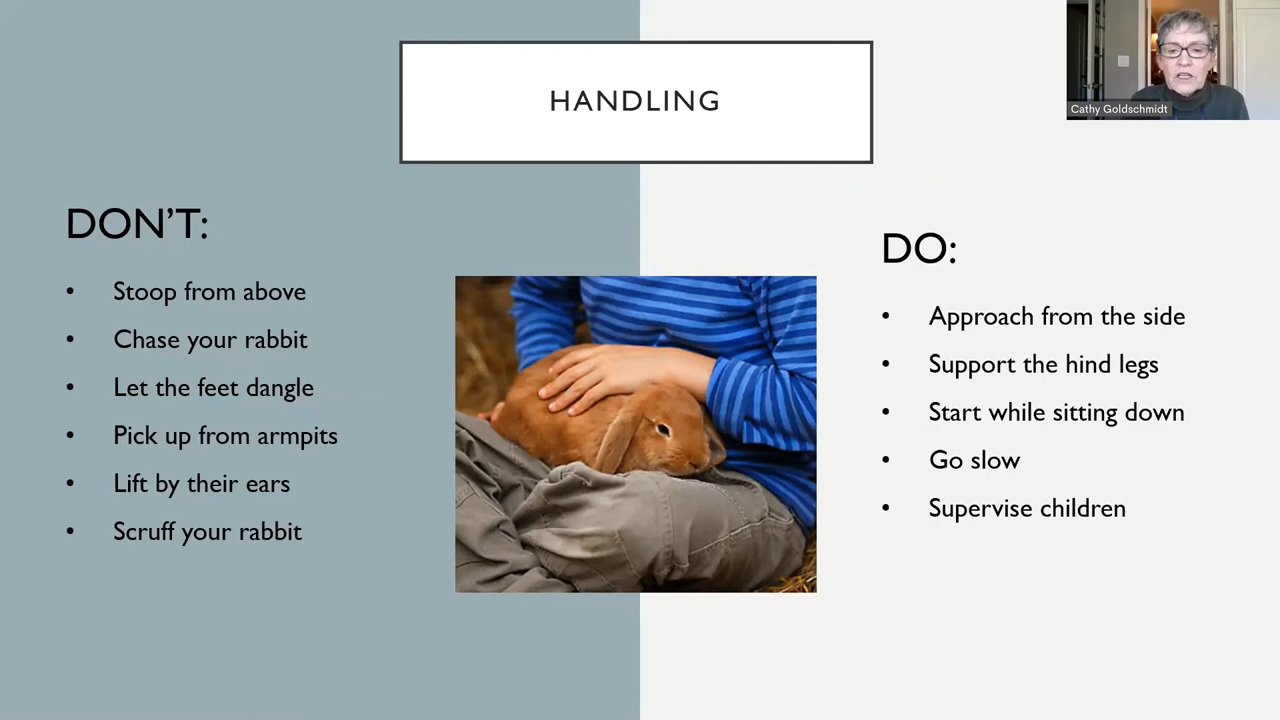 HANDLING
Cathy Goldschmidt
DON'T:
• Stoop from above
• Chase your rabbit
• Let the feet dangle
• Pick up from armpits
• Lift by their ears
• Scruff your rabbit
DO:
• Approach from the side
• Support the hind legs
• Start while sitting down
• Go slow
• Supervise children